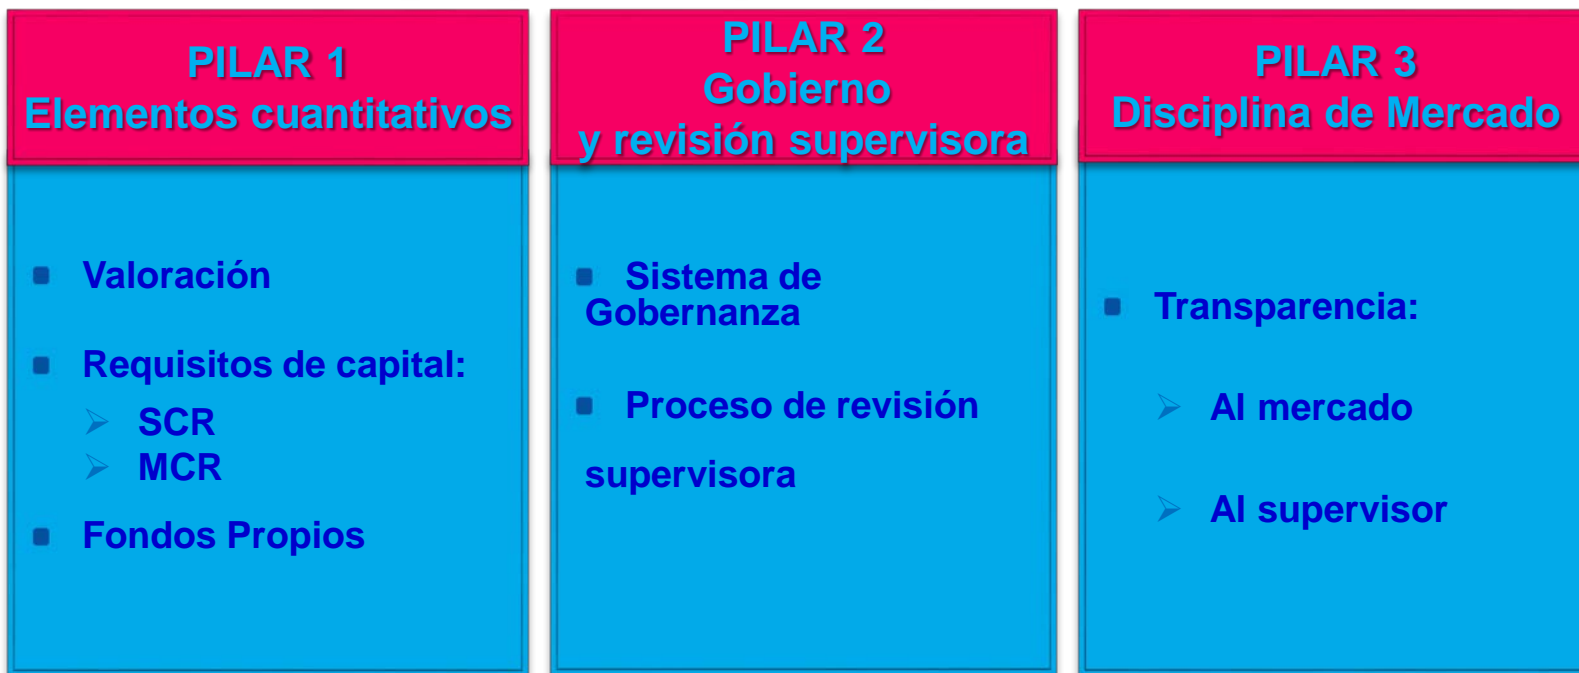 PILAR 1
Elementos cuantitativos
Valoración
Requisitos de capital:
SCR
MCR
Fondos Propios
PILAR 2
Gobierno
y revisión supervisora
Sistema de
Gobernanza
Proceso de revisión
supervisora
PILAR 3
Disciplina de Mercado
Transparencia:
Al mercado
Al supervisor